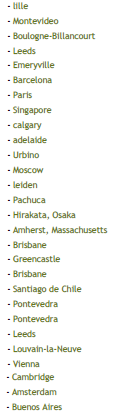 - lille
- Montevideo
- Boulogne-Billancourt
- Leeds
- Emeryville
- Barcelona
- Paris
- Singapore
- calgary
- adelaide
- Urbino
- Moscow
- leiden
- Pachuca
- Hirakata, Osaka
- Amherst, Massachusetts
- Brisbane
- Greencastle
- Brisbane
- Santiago de Chile
- Pontevedra
- Pontevedra
- Leeds
- Louvain-la-Neuve
- Vienna
- Cambridge
- Amsterdam
- Buenos Aires